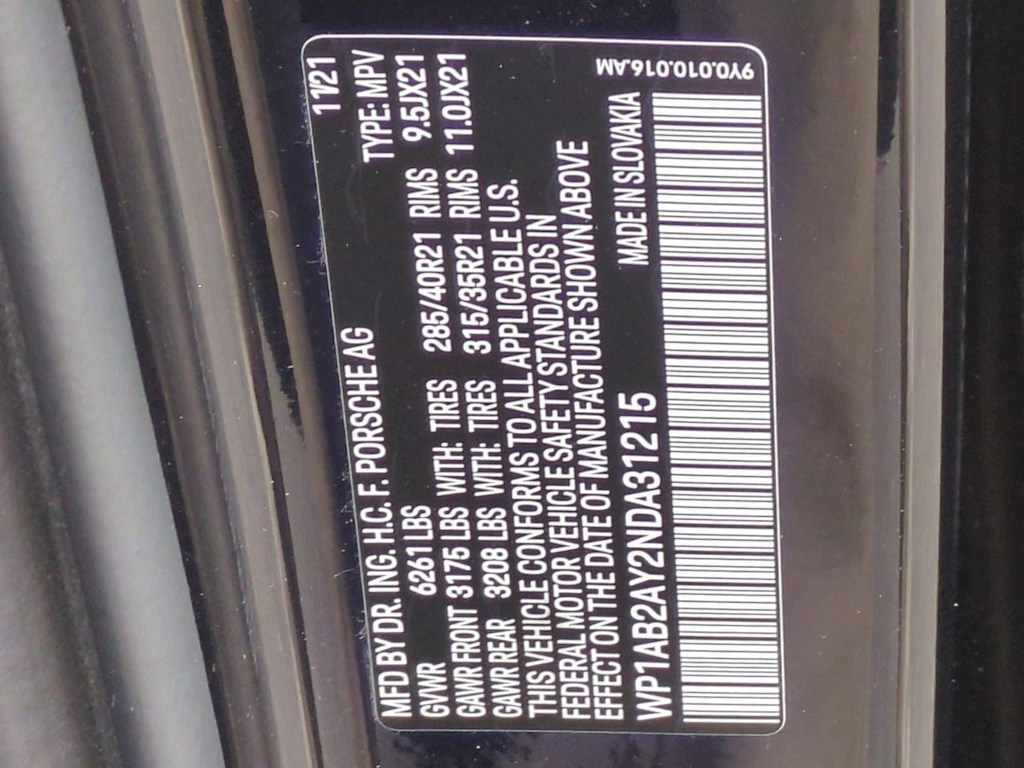 MFD BY DR. ING. H.C. F. PORSCHE AG 11/21
GVWR 6261 LBS TYPE: MPV
GAWR FRONT 3175 LBS WITH: TIRES 285/40R21 RIMS 9.5JX21
GAWR REAR 3208 LBS WITH: TIRES 315/35R21 RIMS 11.0JX21
THIS VEHICLE CONFORMS TO ALL APPLICABLE U.S.
FEDERAL MOTOR VEHICLE SAFETY STANDARDS IN
EFFECT ON THE DATE OF MANUFACTURE SHOWN ABOVE
WP1AB2AY2NDA31215 MADE IN SLOVAKIA
9Y0.010.016.AM